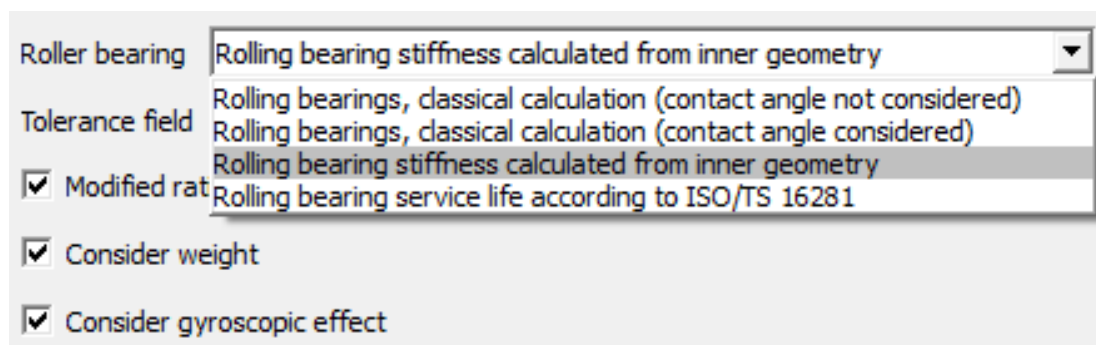 Roller bearing Rolling bearing stiffness calculated from inner geometry
Rolling bearings, classical calculation (contact angle not considered)
Tolerance field
Rolling bearings, classical calculation (contact angle considered)
Rolling bearing stiffness calculated from inner geometry
Modified rat
Rolling bearing service life according to ISO/TS 16281
Consider weight
Consider gyroscopic effect